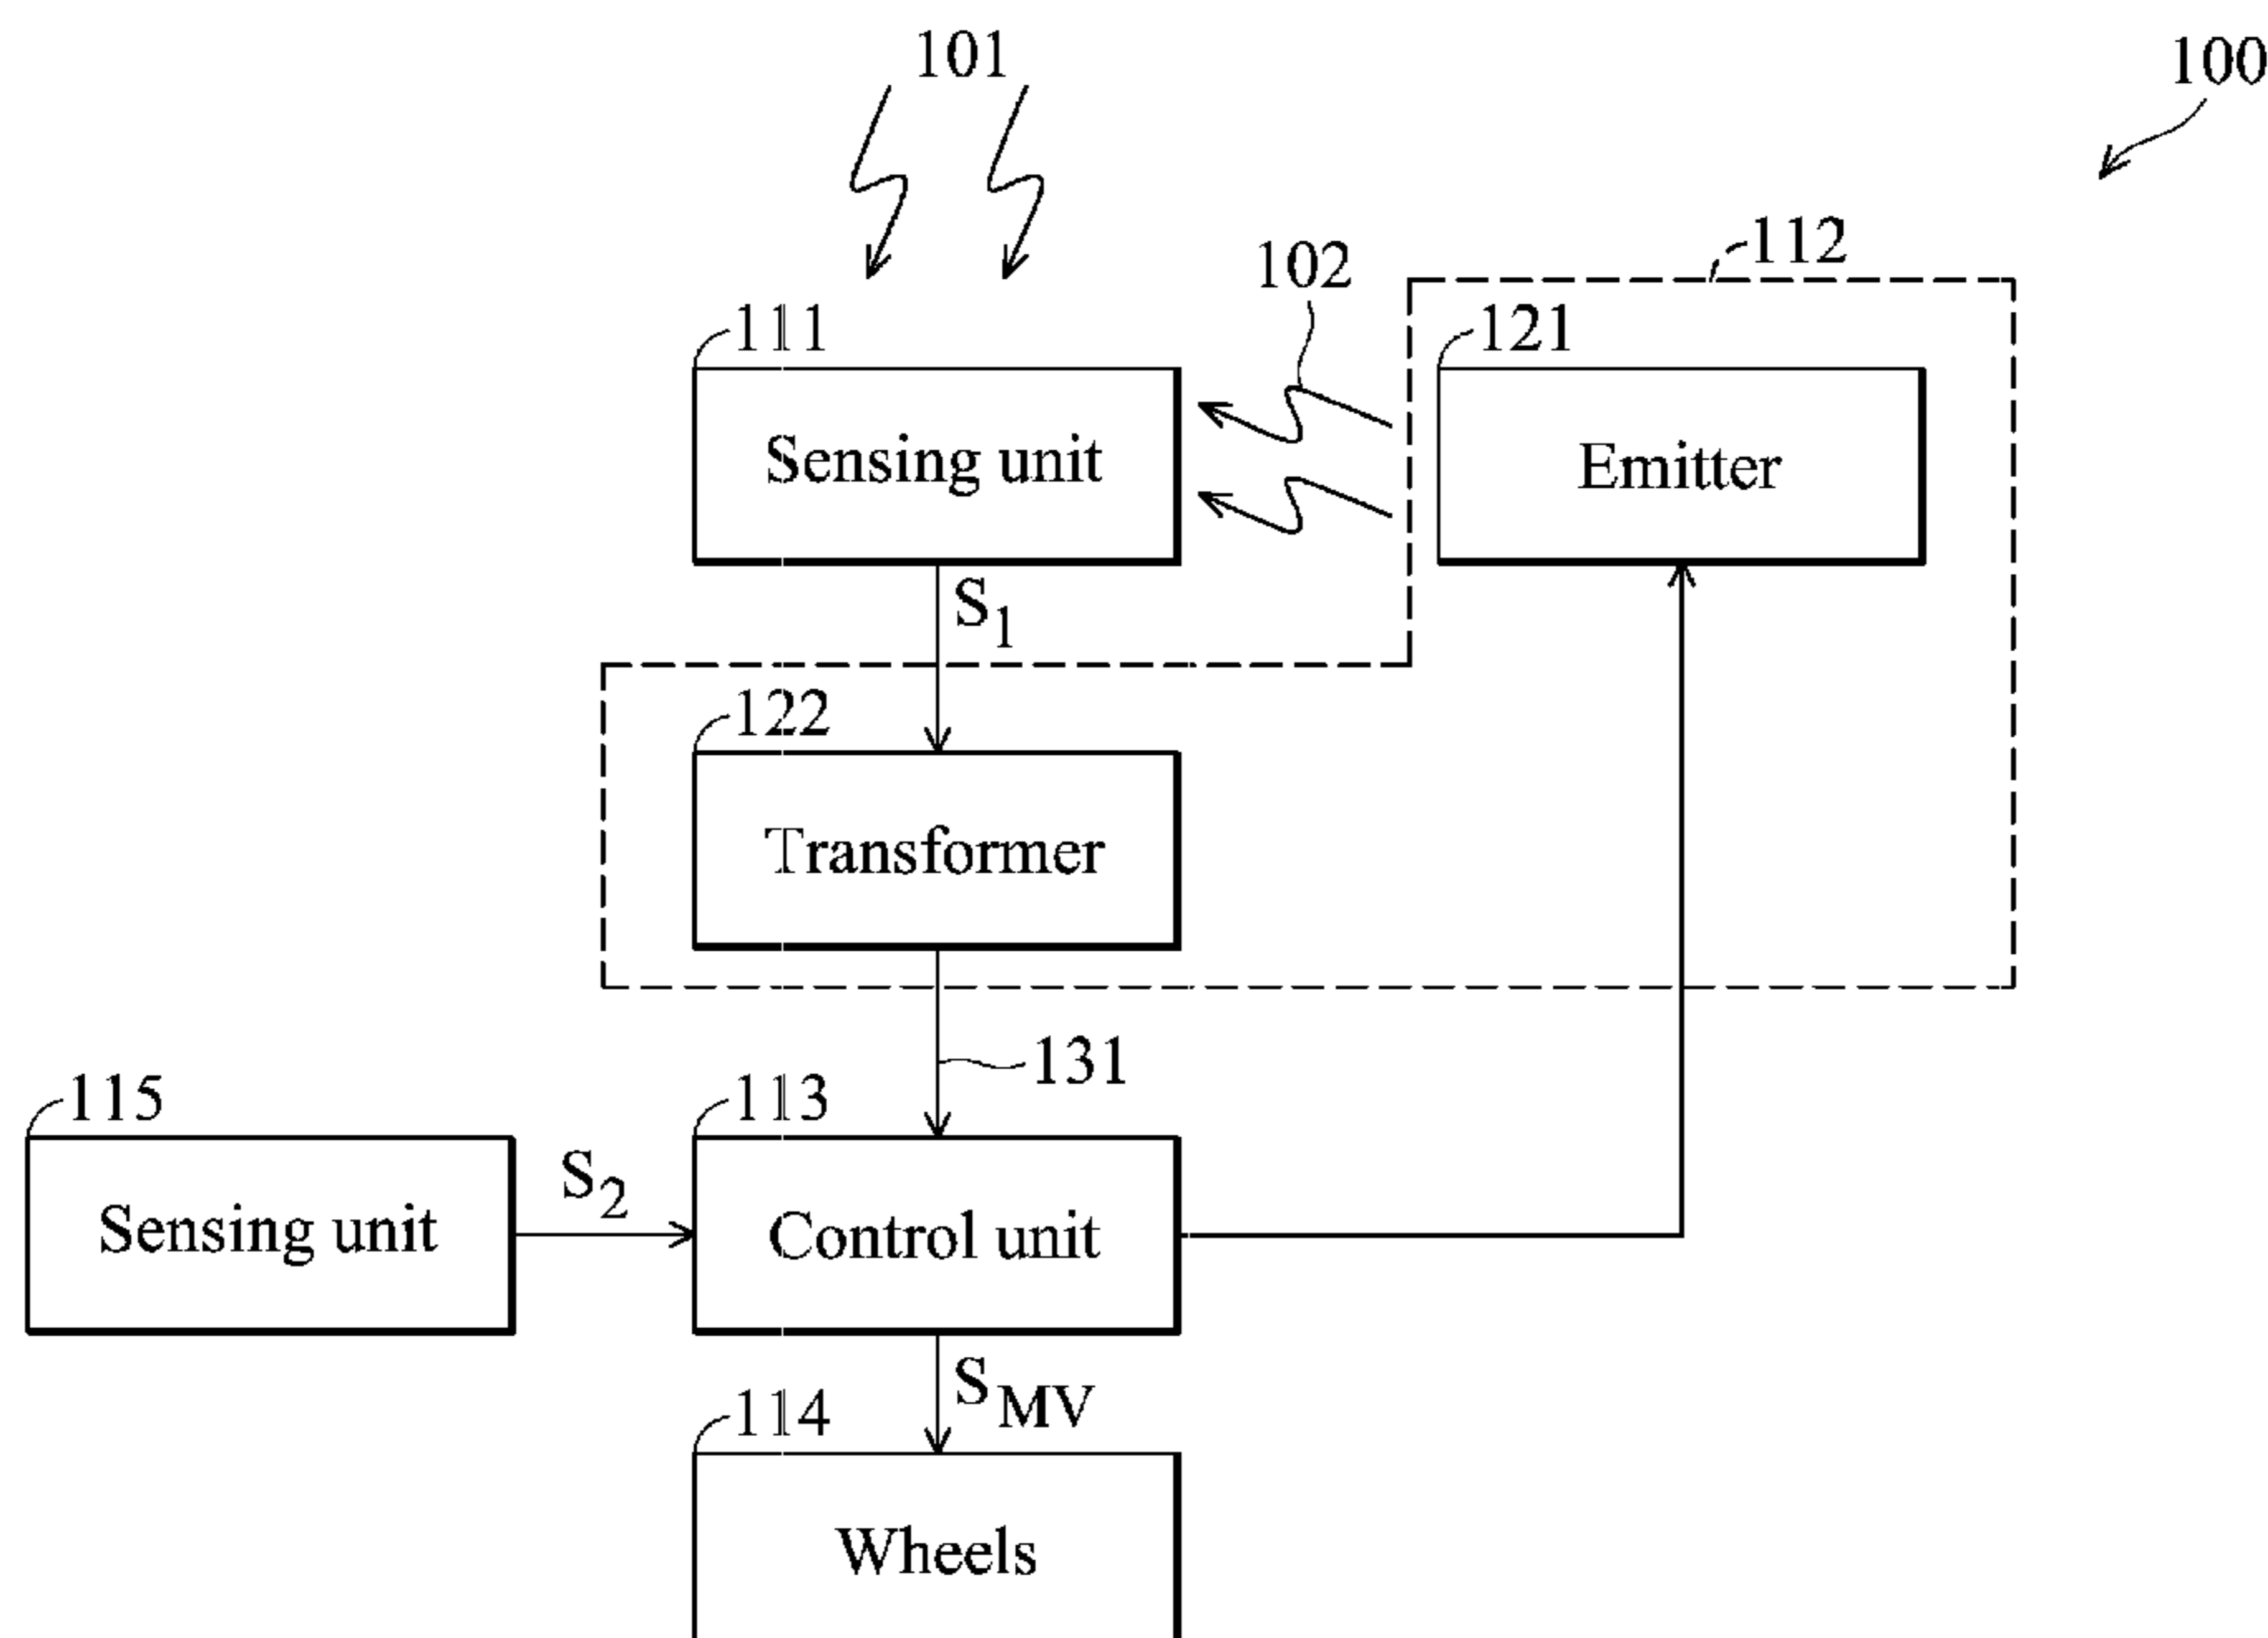 101
100
102
112
111
121
Sensing unit
Emitter
S1
122
Transformer
131
115
113
Sensing unit
S2
Control unit
SMV
114
Wheels